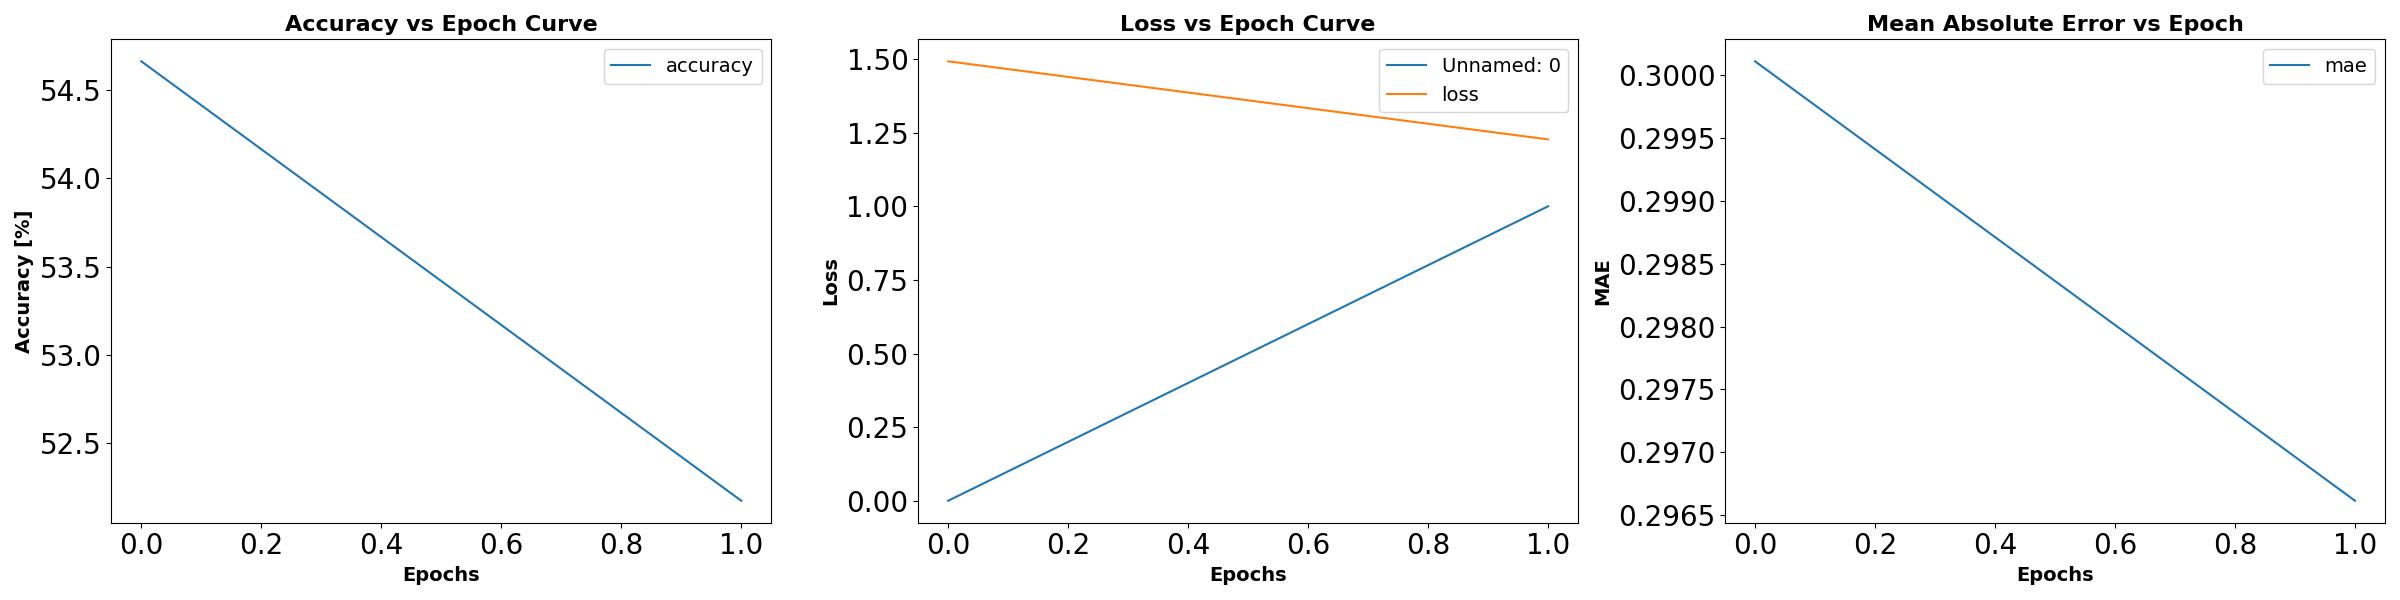 Accuracy vs Epoch Curve
accuracy
54.5
54.0
53.5
53.0
52.5
Accuracy [%]
0.0 0.2 0.4 0.6 0.8 1.0
Epochs
Loss vs Epoch Curve
Unnamed: 0
loss
1.50
1.25
1.00
0.75
0.50
0.25
0.00
Loss
0.0 0.2 0.4 0.6 0.8 1.0
Epochs
Mean Absolute Error vs Epoch
mae
0.3000
0.2995
0.2990
0.2985
0.2980
0.2975
0.2970
0.2965
MAE
0.0 0.2 0.4 0.6 0.8 1.0
Epochs